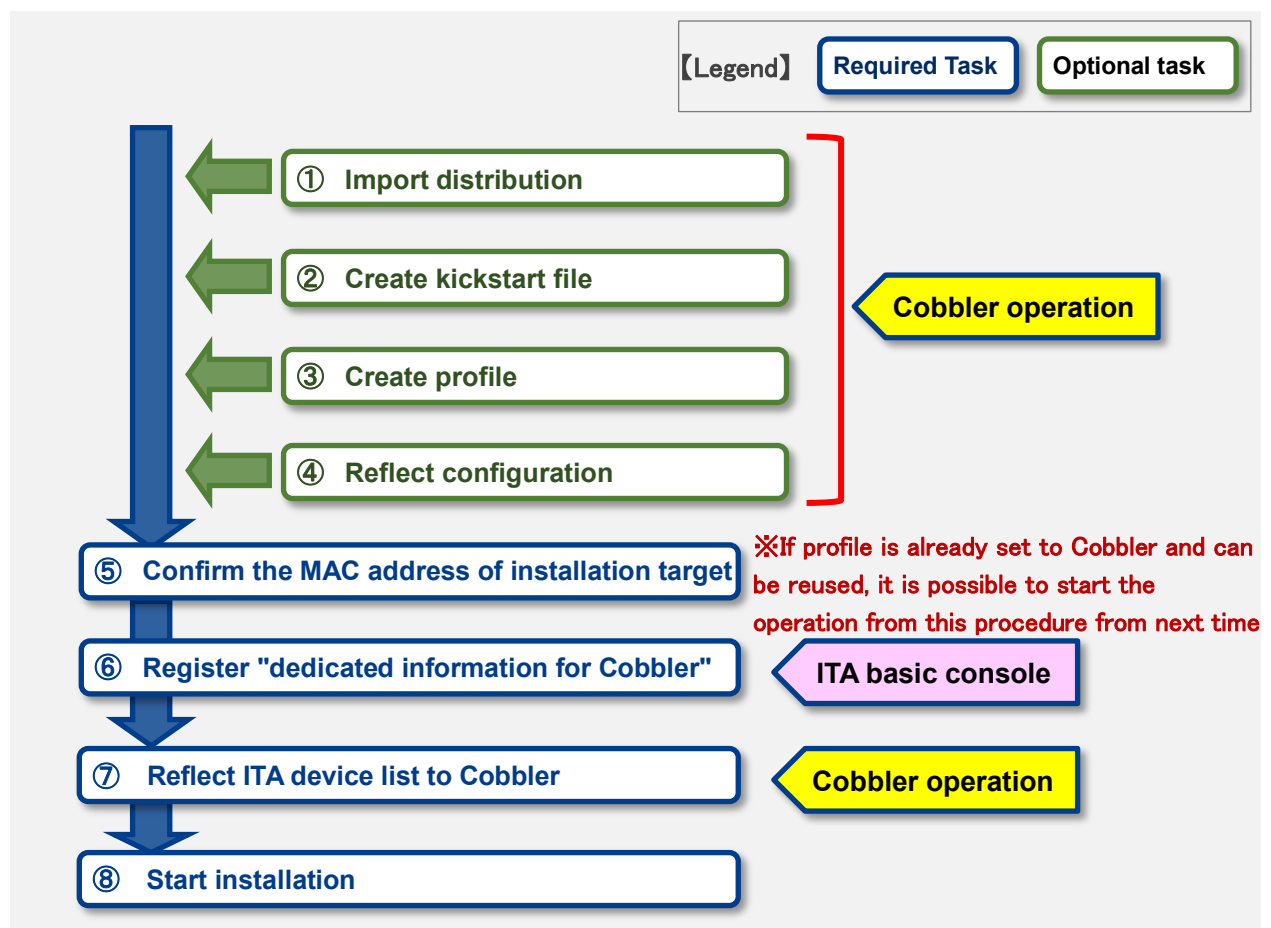 【Legend】 Required Task Optional task
① Import distribution
② Create kickstart file
Cobbler operation
③ Create profile
④ Reflect configuration
⑤ Confirm the MAC address of installation target
※If profile is already set to Cobbler and can
be reused, it is possible to start the
operation from this procedure from next time
⑥ Register "dedicated information for Cobbler"
ITA basic console
⑦ Reflect ITA device list to Cobbler
Cobbler operation
⑧ Start installation